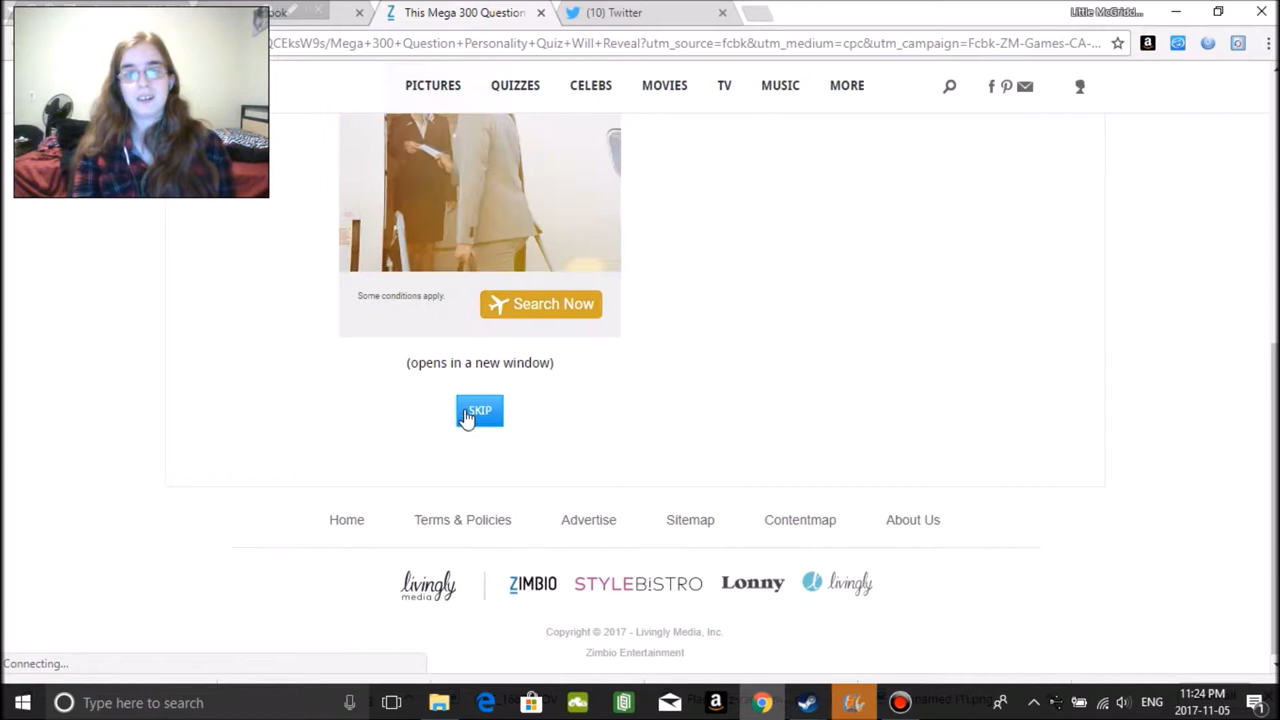 ook
This Mega 300 Question
(10) Twitter
Little McGridd...
QCEksW9s/Mega+300+Question+Personality+Quiz+Will+Reveal?utm_source=fcbk&utm_medium=cpc&utm_campaign=Fcbk-ZM-Games-CA-...
PICTURES QUIZZES CELEBS MOVIES TV MUSIC MORE
Some conditions apply.
Search Now
(opens in a new window)
SKIP
Home Terms & Policies Advertise Sitemap Contentmap About Us
livingly media ZIMBIO STYLEBISTRO Lonny livingly
Copyright © 2017 - Livingly Media, Inc.
Zimbio Entertainment
Connecting...
Type here to search
ENG
11:24 PM
2017-11-05